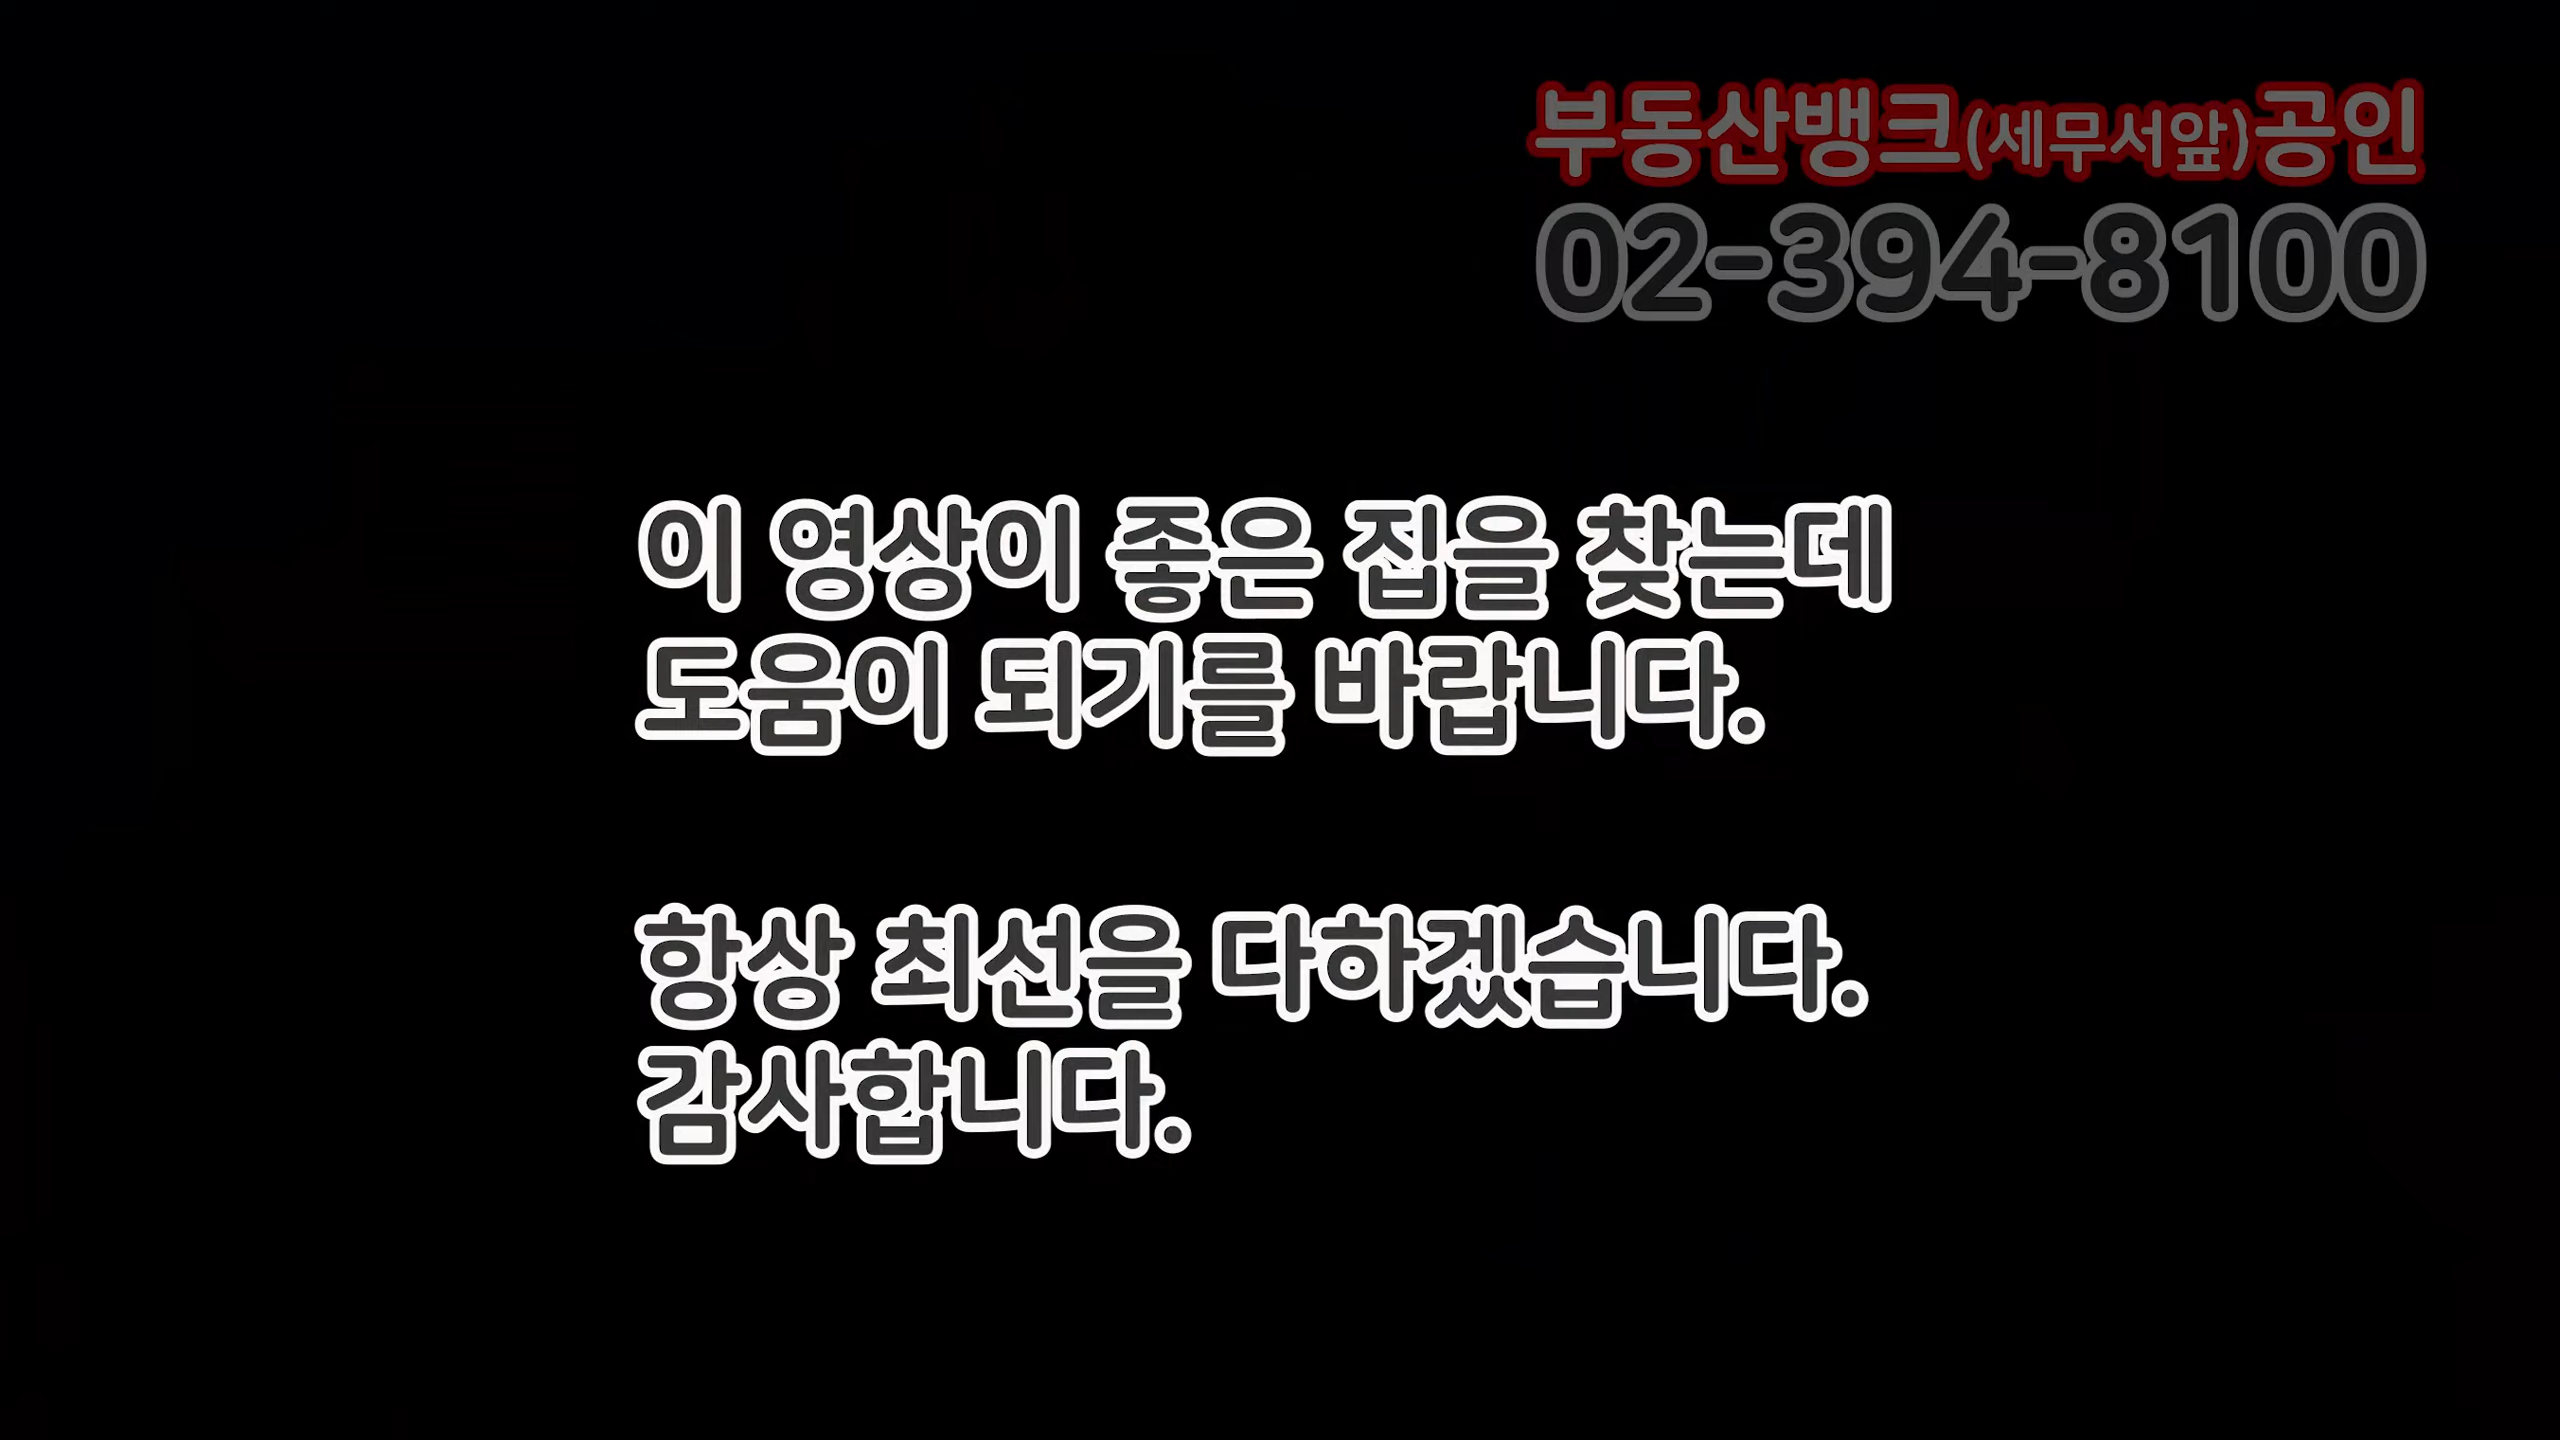 부동산뱅크(세무서앞)공인
02-394-8100
이 영상이 좋은 집을 찾는데
도움이 되기를 바랍니다.
항상 최선을 다하겠습니다.
감사합니다.